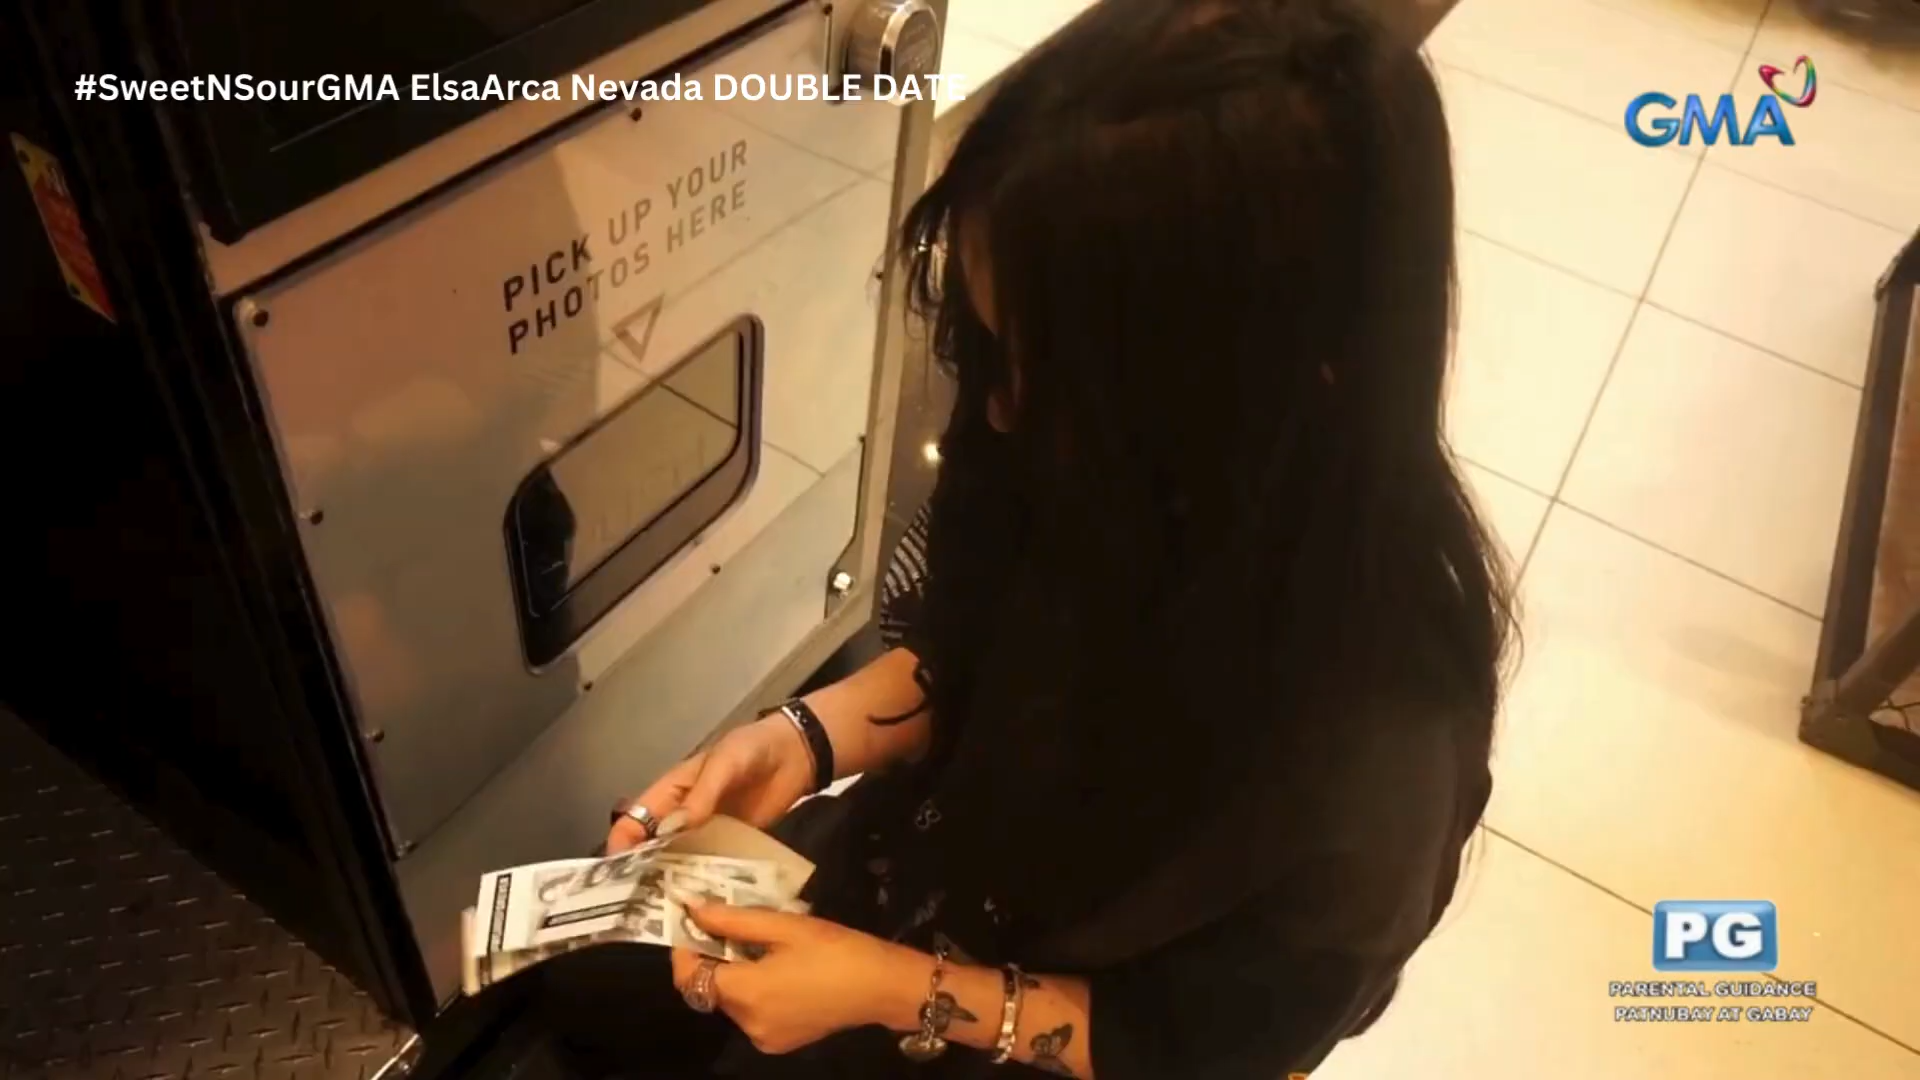 #SweetNSourGMA ElsaArca Nevada DOUBLE DATE
GMA
PICK UP YOUR
PHOTOS HERE
PG
PARENTAL GUIDANCE
PATNUBAY AT GABAY